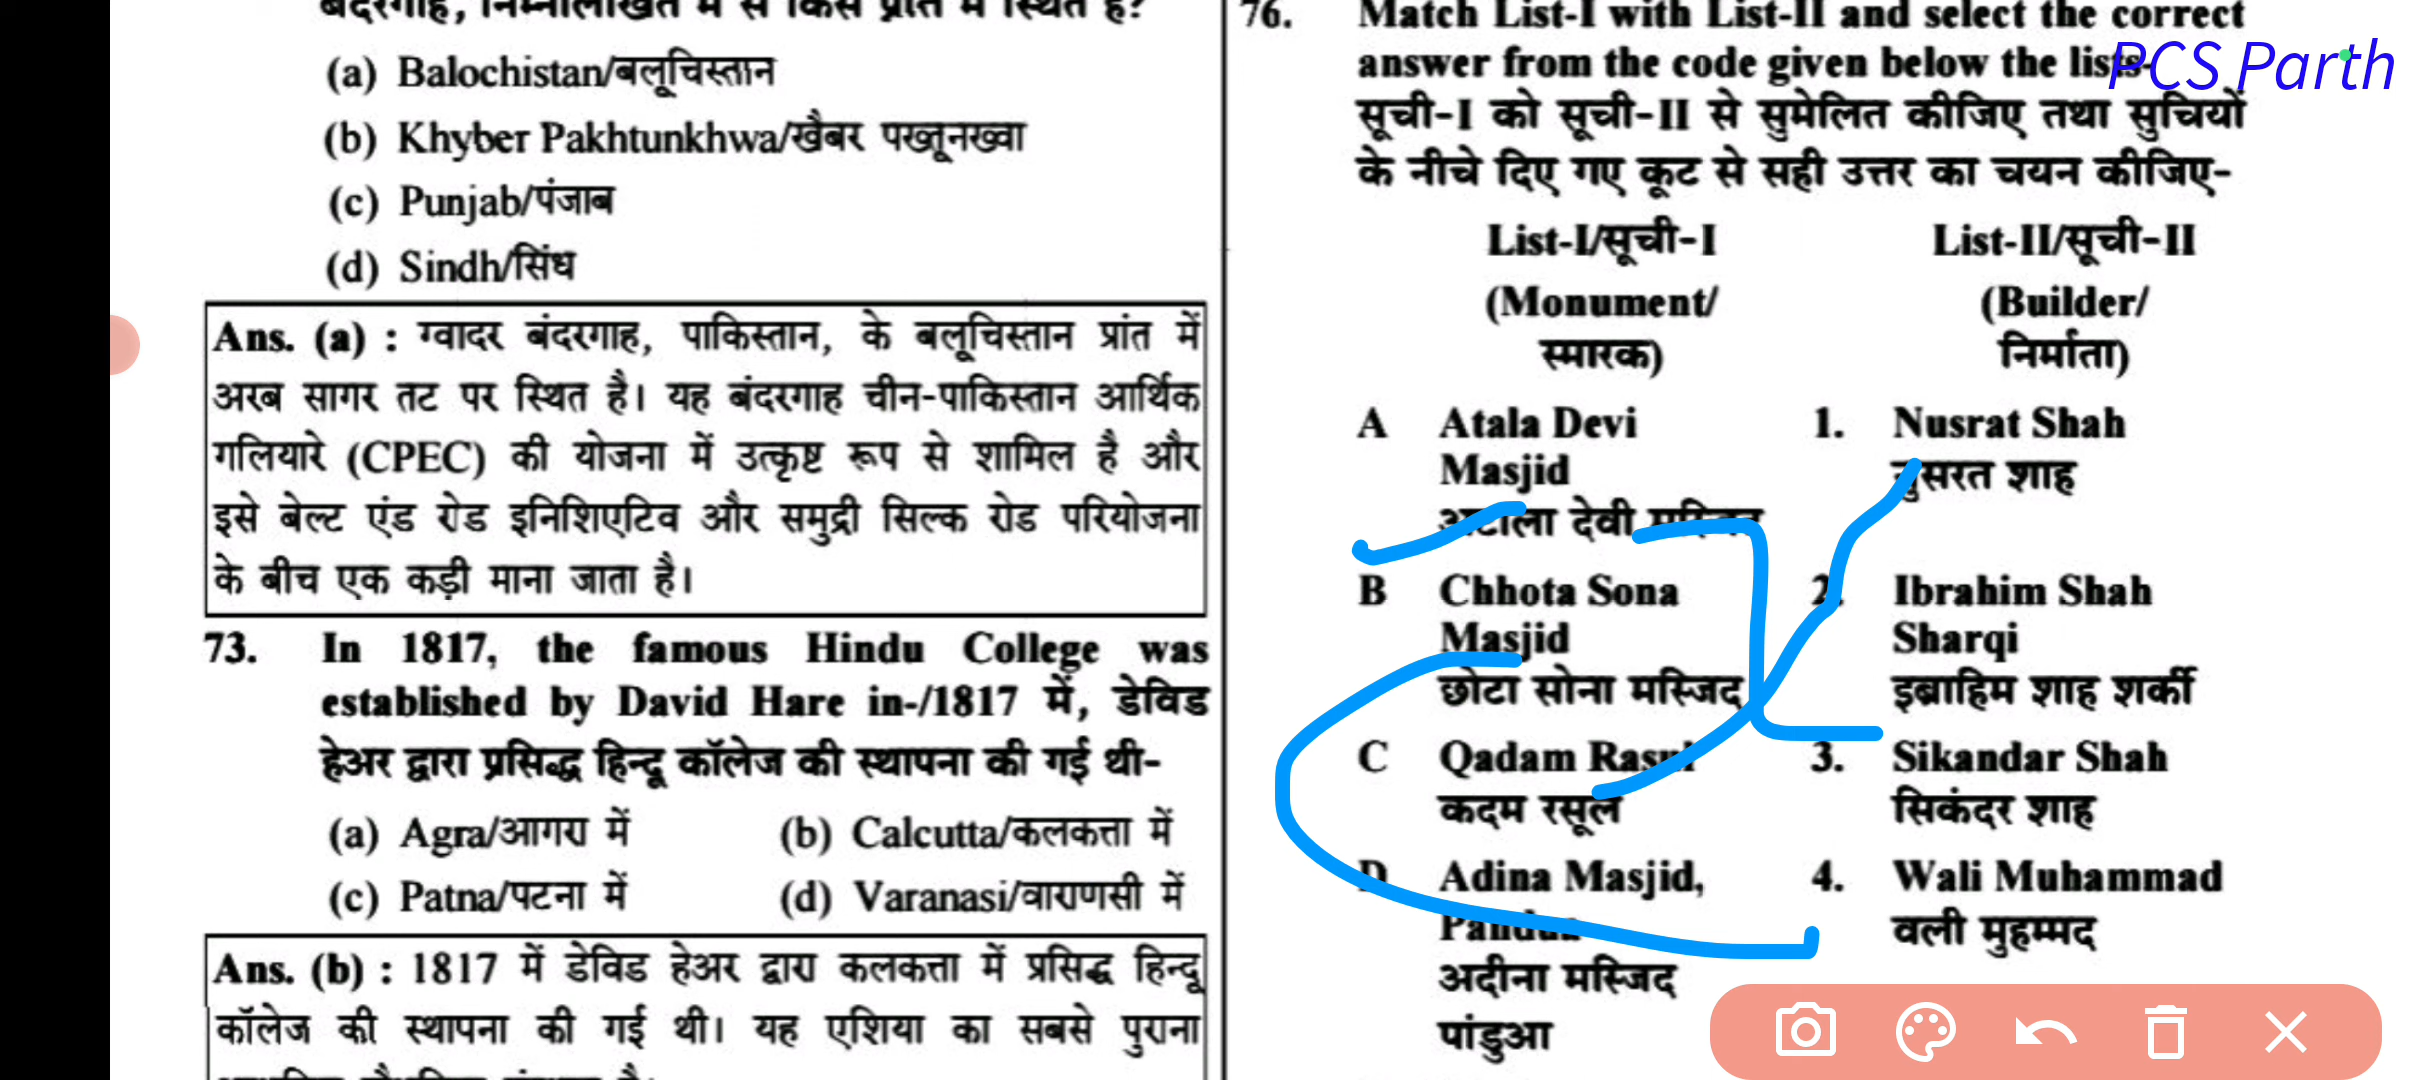 बंदरगाह, निम्नलिखित में से किस प्रांत में स्थित है?
(a) Balochistan/बलूचिस्तान
(b) Khyber Pakhtunkhwa/खैबर पख्तूनख्वा
(c) Punjab/पंजाब
(d) Sindh/सिंध
Ans. (a) : ग्वादर बंदरगाह, पाकिस्तान, के बलूचिस्तान प्रांत में
अरब सागर तट पर स्थित है। यह बंदरगाह चीन-पाकिस्तान आर्थिक
गलियारे (CPEC) की योजना में उत्कृष्ट रूप से शामिल है और
इसे बेल्ट एंड रोड इनिशिएटिव और समुद्री सिल्क रोड परियोजना
के बीच एक कड़ी माना जाता है।
73. In 1817, the famous Hindu College was
established by David Hare in-/1817 में, डेविड
हेअर द्वारा प्रसिद्ध हिन्दू कॉलेज की स्थापना की गई थी-
(a) Agra/आगरा में (b) Calcutta/कलकत्ता में
(c) Patna/पटना में (d) Varanasi/वाराणसी में
Ans. (b) : 1817 में डेविड हेअर द्वारा कलकत्ता में प्रसिद्ध हिन्दू
कॉलेज की स्थापना की गई थी। यह एशिया का सबसे पुराना
76. Match List-I with List-II and select the correct
answer from the code given below the lists-
PCS Parth
सूची-I को सूची-II से सुमेलित कीजिए तथा सुचियों
के नीचे दिए गए कूट से सही उत्तर का चयन कीजिए-
List-I/सूची-I List-II/सूची-II
(Monument/ (Builder/
स्मारक) निर्माता)
A Atala Devi 1. Nusrat Shah
Masjid नुसरत शाह
अटाला देवी मस्जिद
B Chhota Sona 2. Ibrahim Shah
Masjid Sharqi
छोटा सोना मस्जिद इब्राहिम शाह शर्की
C Qadam Rasul 3. Sikandar Shah
कदम रसूल सिकंदर शाह
D Adina Masjid, 4. Wali Muhammad
Pandua वली मुहम्मद
अदीना मस्जिद
पांडुआ